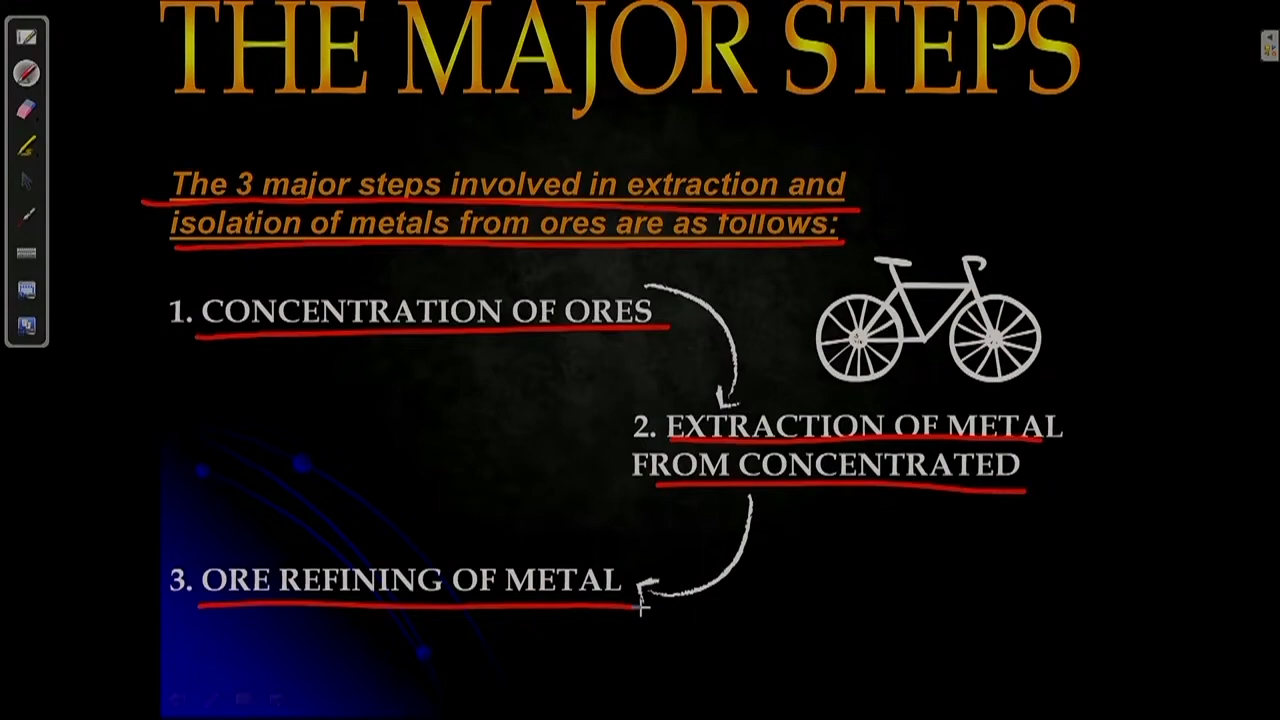 THE MAJOR STEPS
The 3 major steps involved in extraction and
isolation of metals from ores are as follows:
1. CONCENTRATION OF ORES
2. EXTRACTION OF METAL
FROM CONCENTRATED
3. ORE REFINING OF METAL